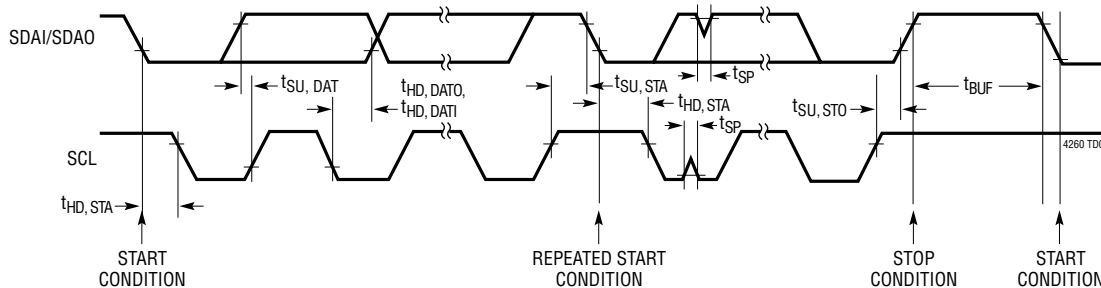 SDAI/SDAO
tSU, DAT
tHD, DATO,
tHD, DATI
tSU, STA
tHD, STA
tSP
tSP
tSU, STO
tBUF
SCL
4260 TD0
tHD, STA
START
CONDITION
REPEATED START
CONDITION
STOP
CONDITION
START
CONDITION